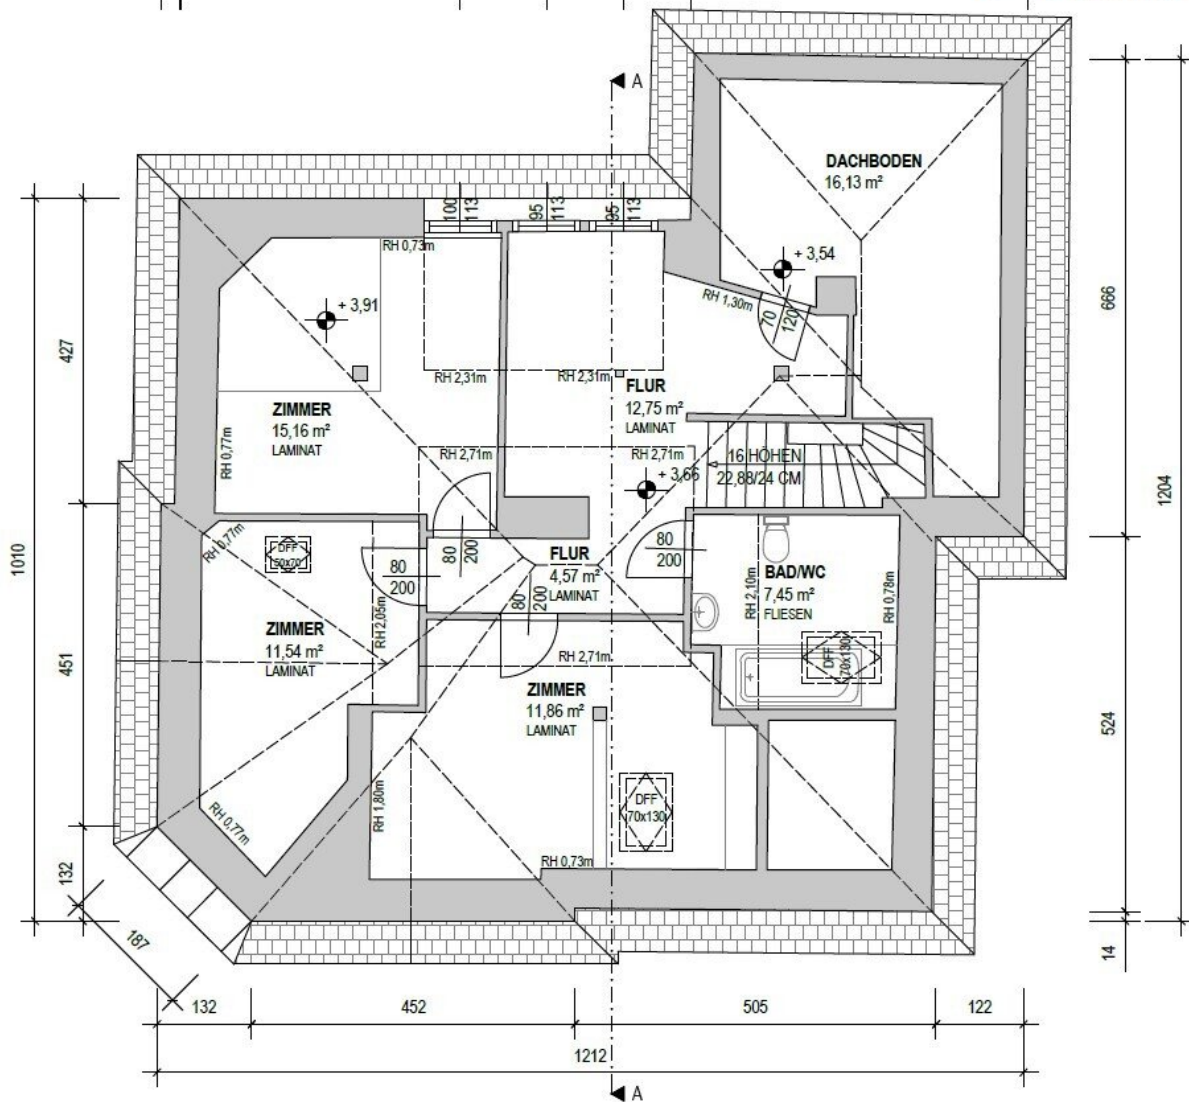 A
DACHBODEN
16,13 m²
100
113
95
113
95
113
RH 0,73m
+ 3,54
RH 1,30m
70
120
+ 3,91
666
427
RH 2,31m
RH 2,31m
FLUR
12,75 m²
LAMINAT
ZIMMER
15,16 m²
LAMINAT
RH 0,77m
RH 2,71m
RH 2,71m
16 HÖHEN
22,88/24 CM
+ 3,66
1204
1010
RH 0,77m
DFF
50x70
80
200
80
200
FLUR
4,57 m²
LAMINAT
80
200
80
200
BAD/WC
7,45 m²
FLIESEN
RH 2,10m
RH 0,78m
RH 2,05m
ZIMMER
11,54 m²
LAMINAT
451
RH 2,71m
DFF
70x130
ZIMMER
11,86 m²
LAMINAT
524
RH 1,80m
DFF
70x130
RH 0,77m
RH 0,73m
132
187
14
132
452
505
122
1212
A